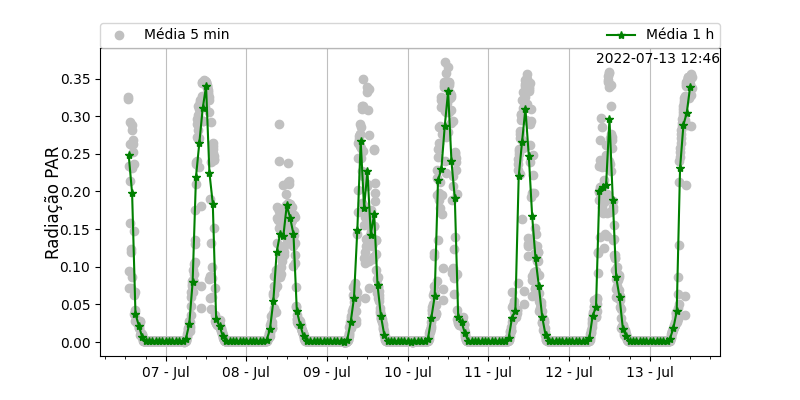 Média 5 min
Média 1 h
2022-07-13 12:46
Radiação PAR
0.35
0.30
0.25
0.20
0.15
0.10
0.05
0.00
07 - Jul
08 - Jul
09 - Jul
10 - Jul
11 - Jul
12 - Jul
13 - Jul